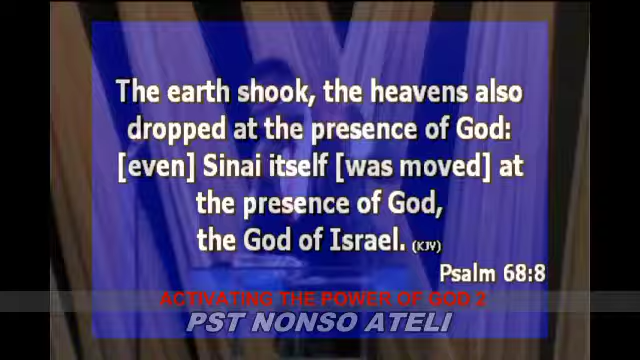 The earth shook, the heavens also
dropped at the presence of God:
[even] Sinai itself [was moved] at
the presence of God,
the God of Israel. (KJV)
Psalm 68:8
ACTIVATING THE POWER OF GOD 2
PST NONSO ATELI